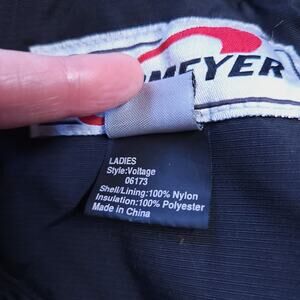 MEYER
LADIES
Style:Voltage
06173
Shell/Lining:100% Nylon
Insulation:100% Polyester
Made in China